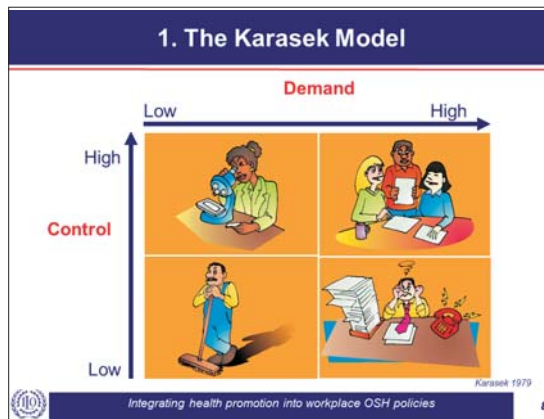 1. The Karasek Model
Demand
Low High
High
Control
Low
Karasek 1979
Integrating health promotion into workplace OSH policies